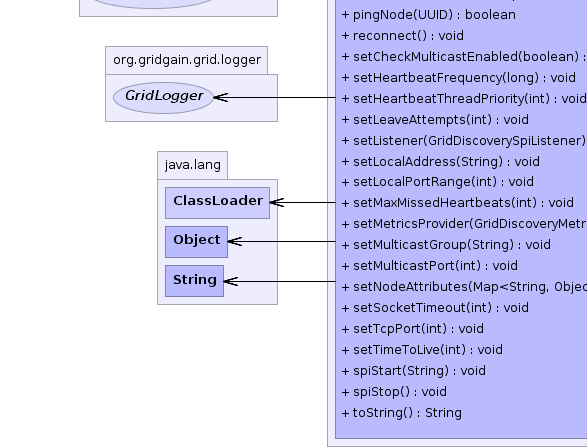 org.gridgain.grid.logger
GridLogger
java.lang
ClassLoader
Object
String
+ pingNode(UUID) : boolean
+ reconnect() : void
+ setCheckMulticastEnabled(boolean) :
+ setHeartbeatFrequency(long) : void
+ setHeartbeatThreadPriority(int) : void
+ setLeaveAttempts(int) : void
+ setListener(GridDiscoverySpiListener)
+ setLocalAddress(String) : void
+ setLocalPortRange(int) : void
+ setMaxMissedHeartbeats(int) : void
+ setMetricsProvider(GridDiscoveryMetr
+ setMulticastGroup(String) : void
+ setMulticastPort(int) : void
+ setNodeAttributes(Map<String, Objec
+ setSocketTimeout(int) : void
+ setTcpPort(int) : void
+ setTimeToLive(int) : void
+ spiStart(String) : void
+ spiStop() : void
+ toString() : String